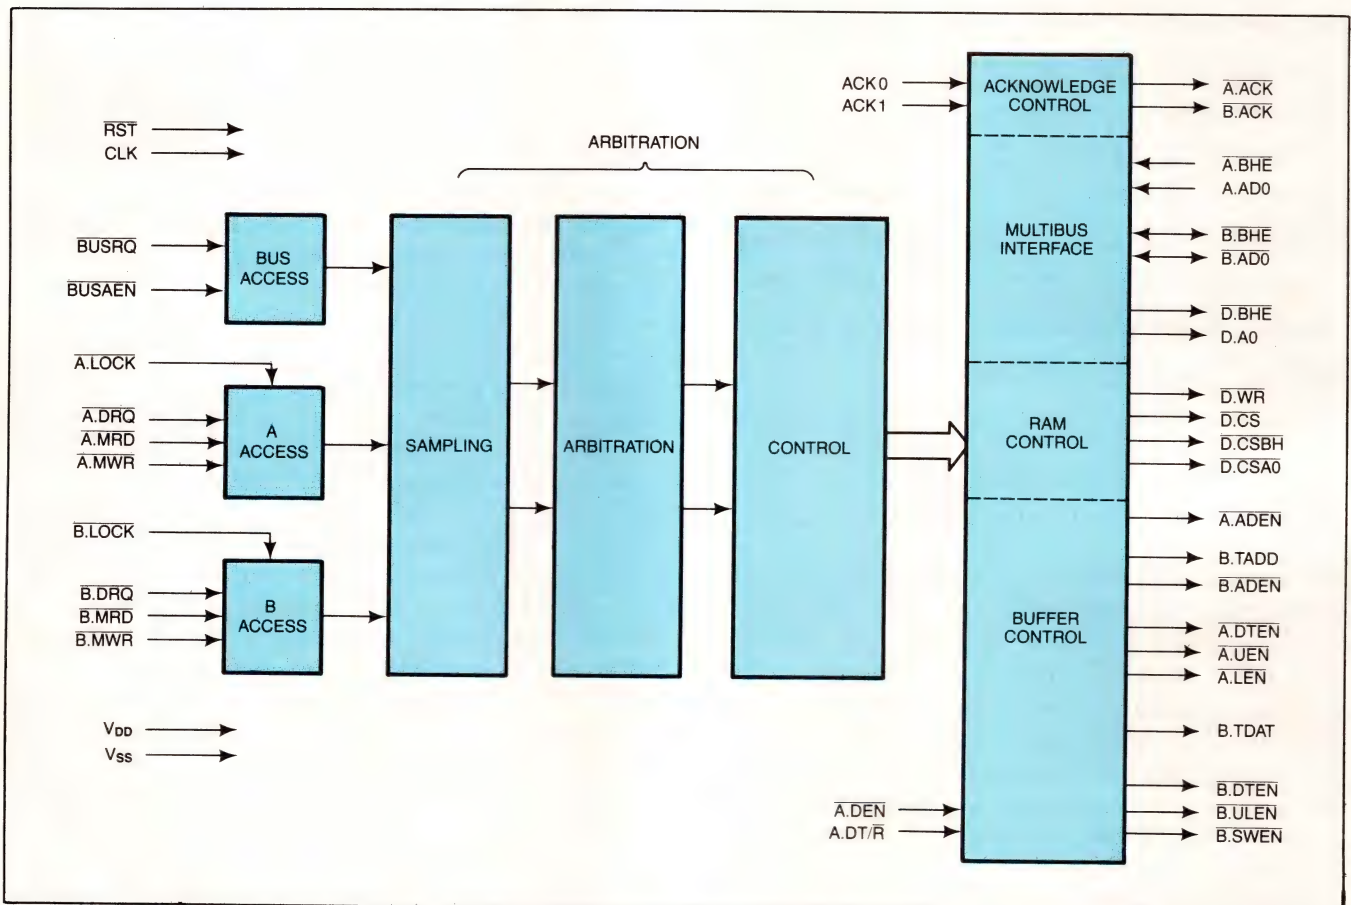 RST
CLK
BUSRQ
BUSAEN
A.LOCK
A.DRQ
A.MRD
A.MWR
B.LOCK
B.DRQ
B.MRD
B.MWR
VDD
VSS
BUS
ACCESS
A
ACCESS
B
ACCESS
ARBITRATION
SAMPLING
ARBITRATION
CONTROL
ACK0
ACK1
A.DEN
A.DT/R̅
ACKNOWLEDGE
CONTROL
MULTIBUS
INTERFACE
RAM
CONTROL
BUFFER
CONTROL
A.ACK
B.ACK
A.BHE
A.AD0
B.BHE
B.AD0
D.BHE
D.A0
D.WR
D.CS
D.CSBH
D.CSA0
A.ADEN
B.TADD
B.ADEN
A.DTEN
A.UEN
A.LEN
B.TDAT
B.DTEN
B.ULEN
B.SWEN